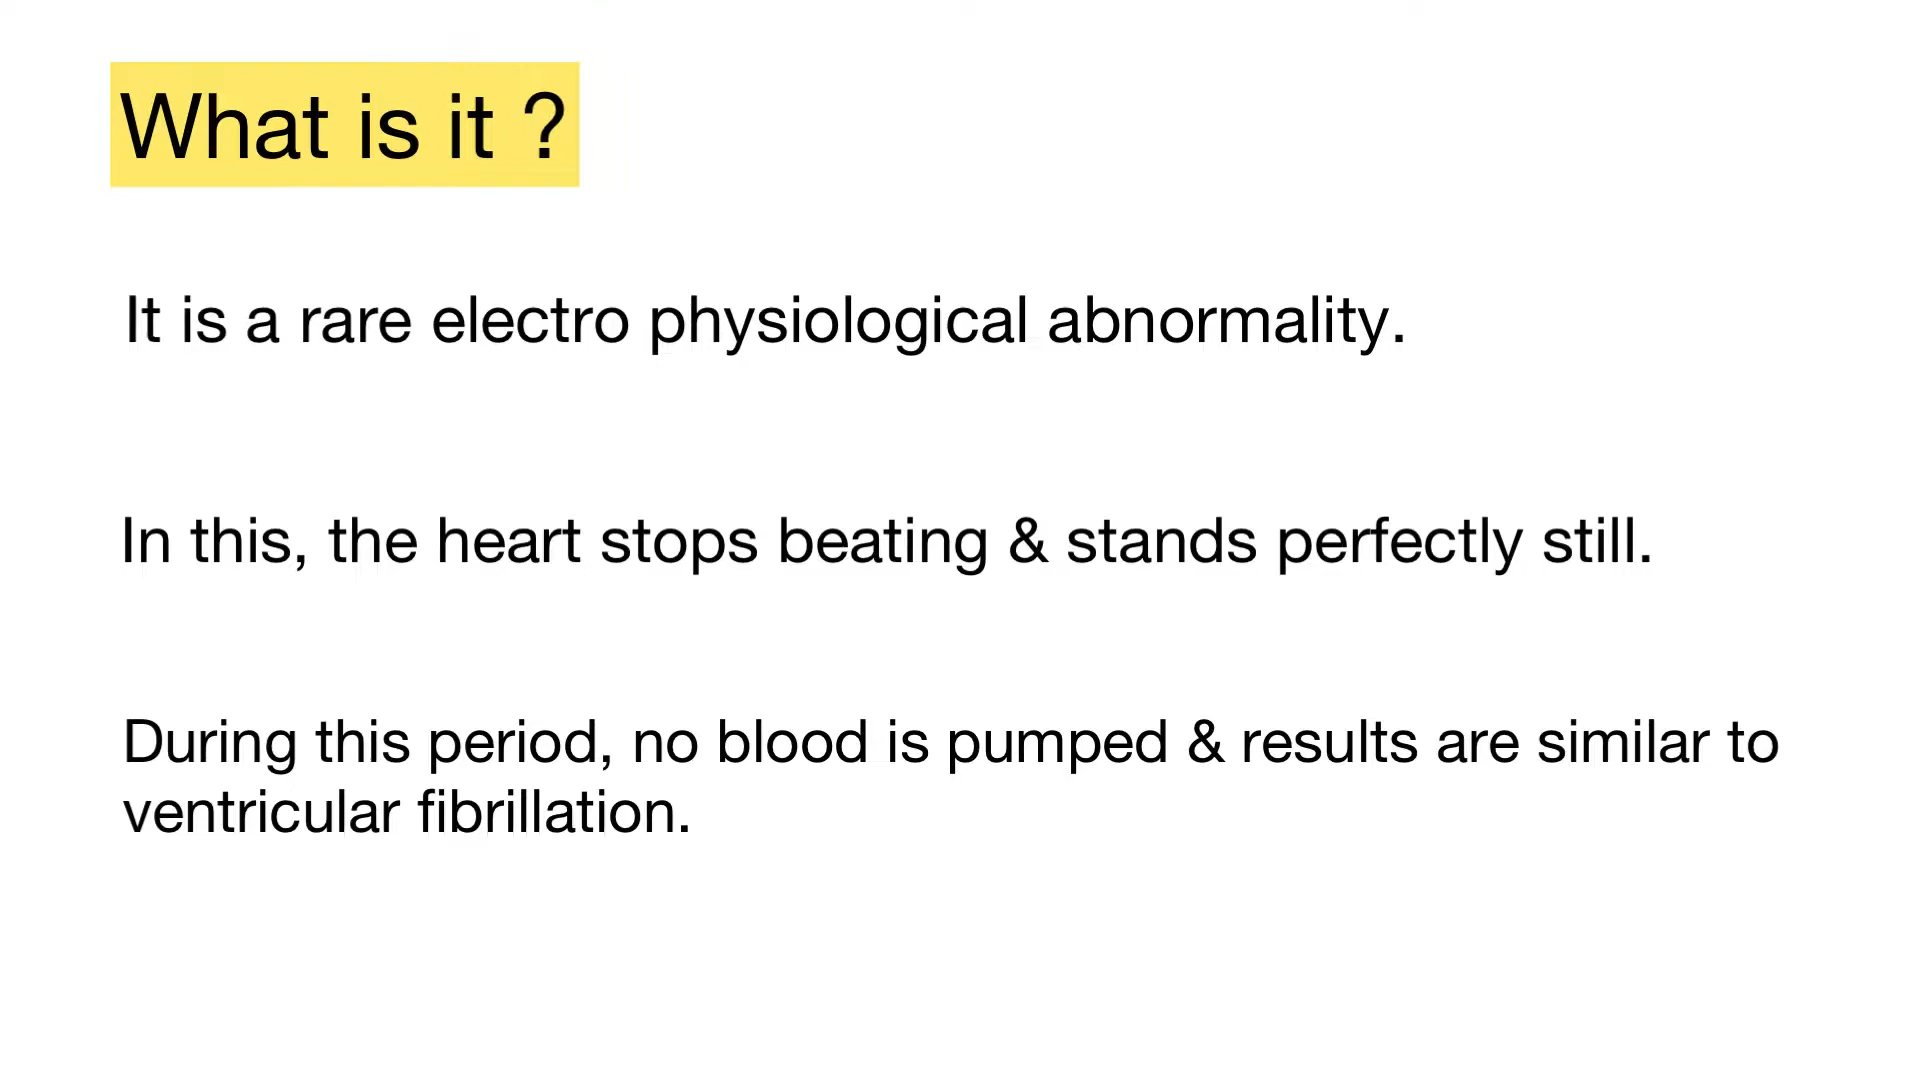 What is it ?
It is a rare electro physiological abnormality.
In this, the heart stops beating & stands perfectly still.
During this period, no blood is pumped & results are similar to
ventricular fibrillation.